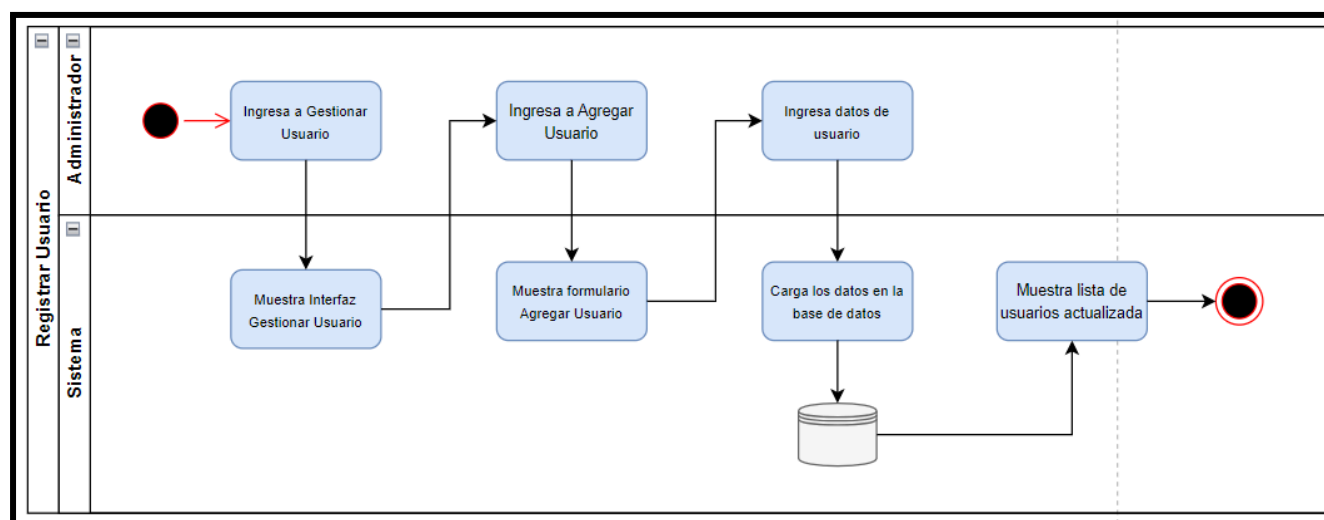 Registrar Usuario
Administrador
Ingresa a Gestionar
Usuario
Ingresa a Agregar
Usuario
Ingresa datos de
usuario
Sistema
Muestra Interfaz
Gestionar Usuario
Muestra formulario
Agregar Usuario
Carga los datos en la
base de datos
Muestra lista de
usuarios actualizada